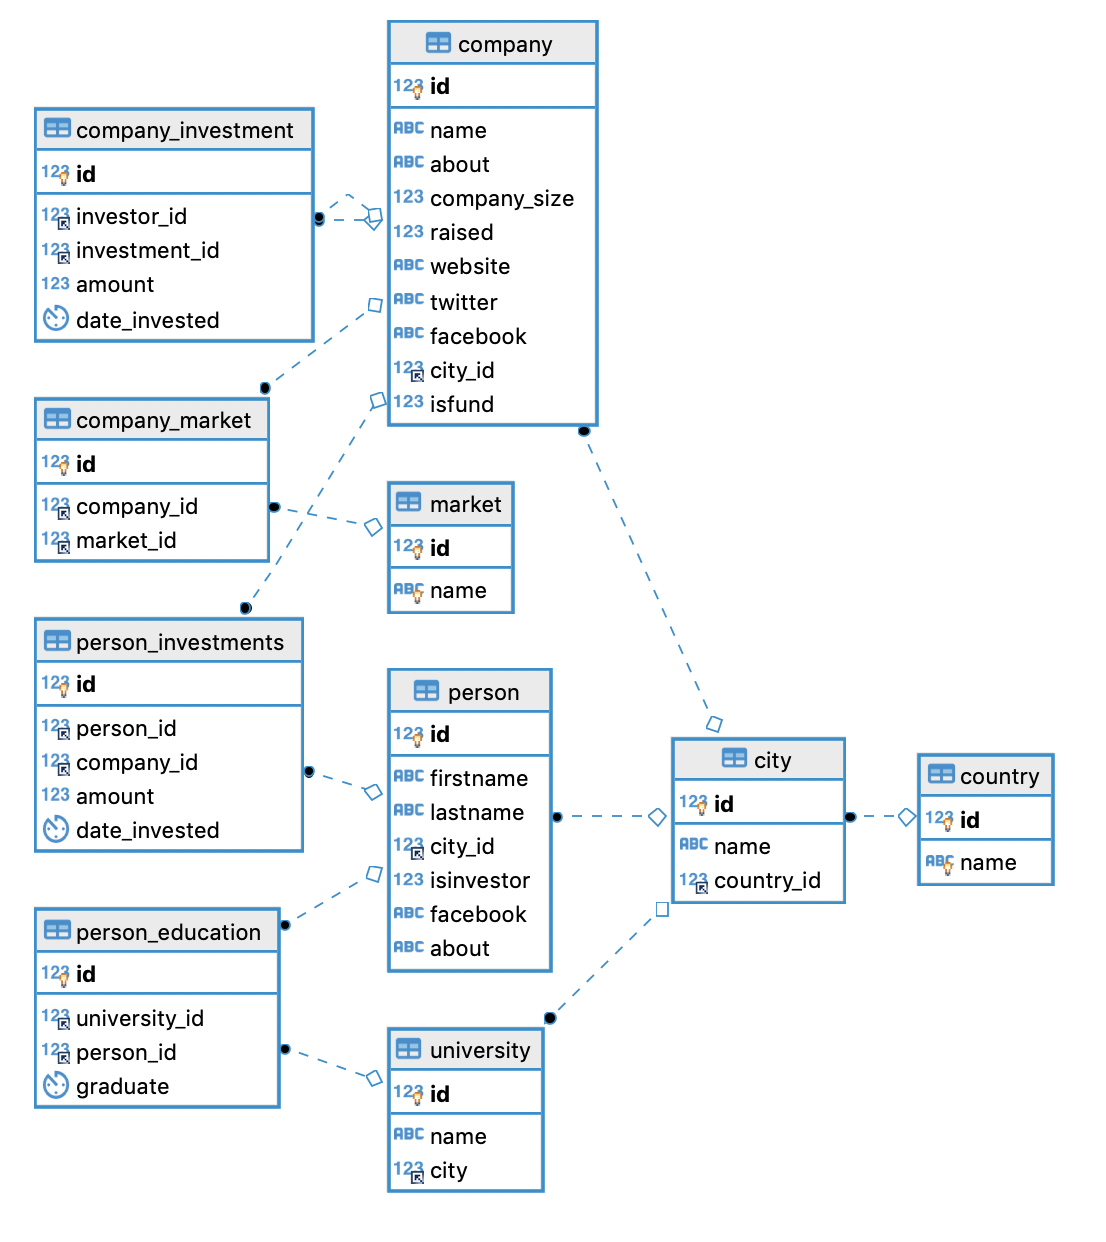 company
123 id
ABC name
ABC about
123 company_size
123 raised
ABC website
ABC twitter
ABC facebook
123 city_id
123 isfund
company_investment
123 id
123 investor_id
123 investment_id
123 amount
date_invested
company_market
123 id
123 company_id
123 market_id
market
123 id
ABC name
person_investments
123 id
123 person_id
123 company_id
123 amount
date_invested
person
123 id
ABC firstname
ABC lastname
123 city_id
123 isinvestor
ABC facebook
ABC about
city
123 id
ABC name
123 country_id
country
123 id
ABC name
person_education
123 id
123 university_id
123 person_id
graduate
university
123 id
ABC name
123 city